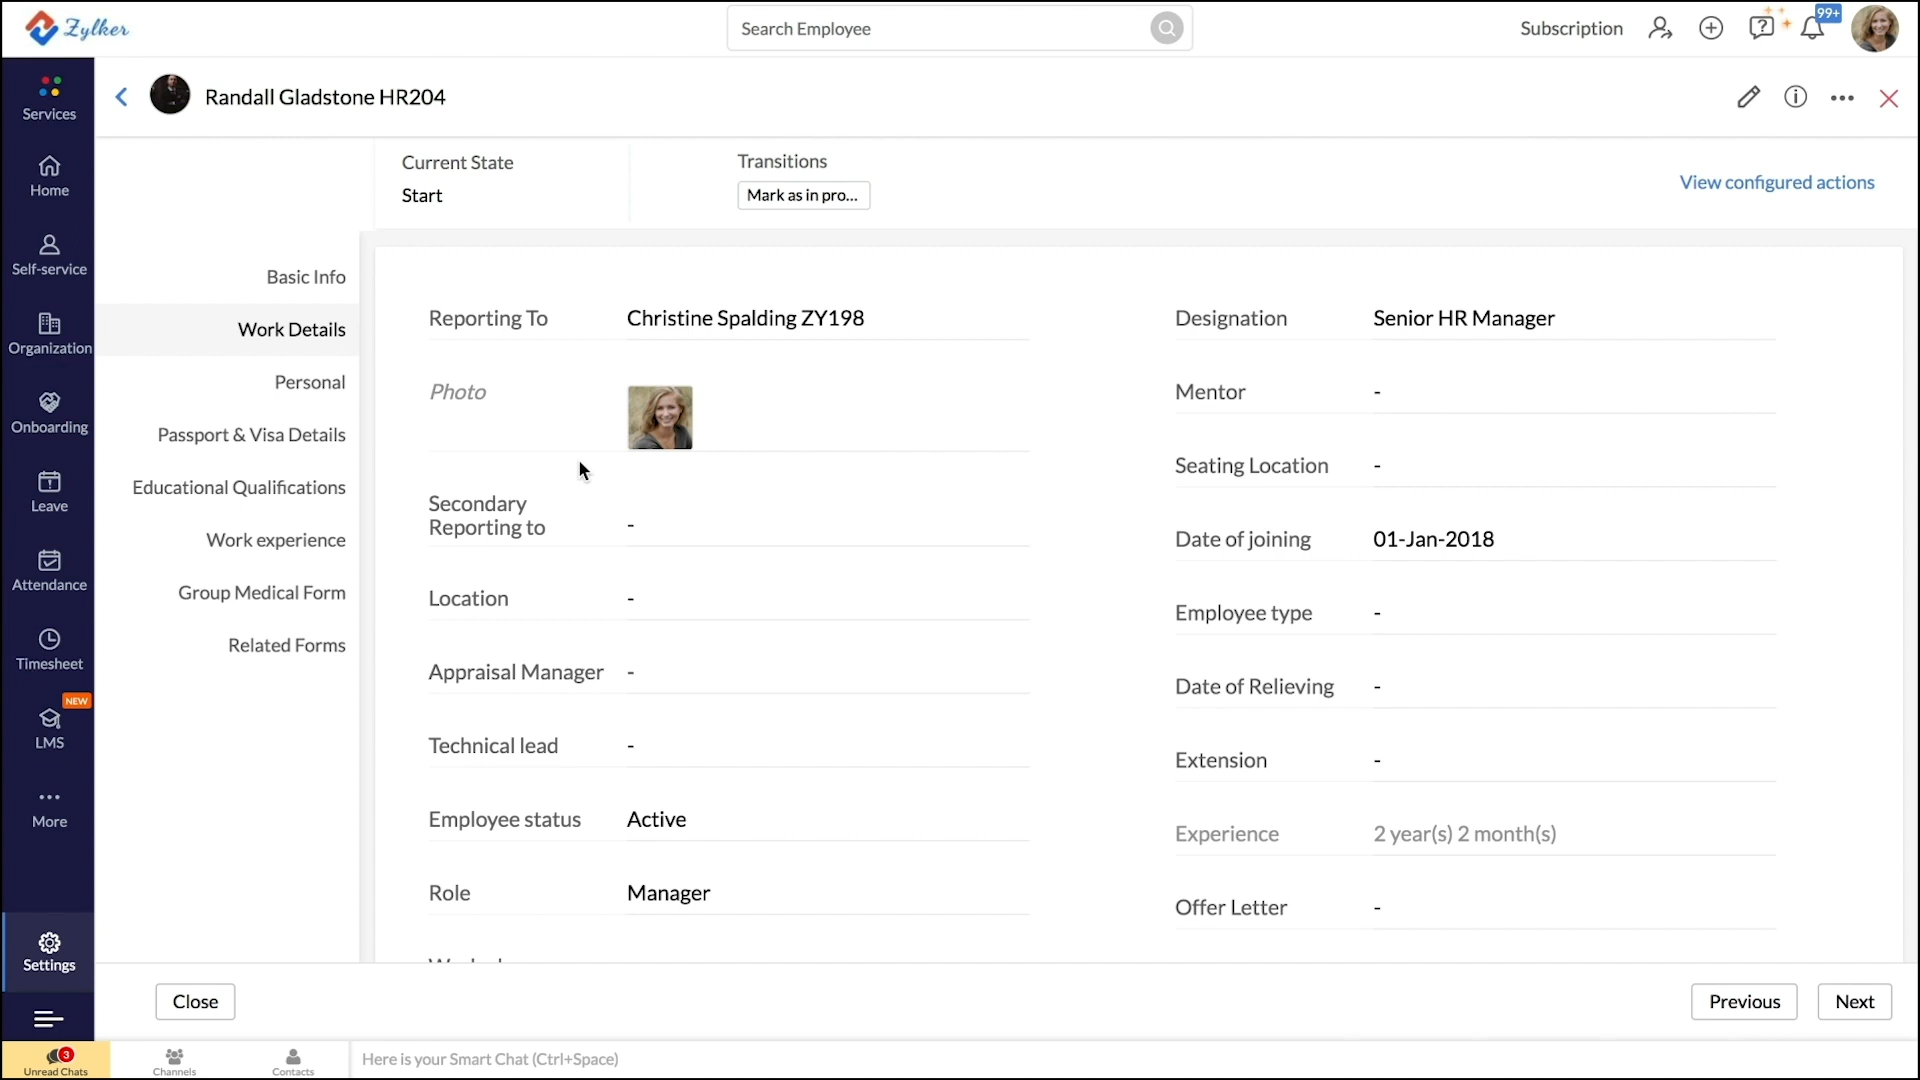 Zylker
Search Employee
Subscription
99+
Services
Home
Self-service
Organization
Onboarding
Leave
Attendance
Timesheet
NEW
LMS
More
Settings
Randall Gladstone HR204
Current State
Start
Transitions
Mark as in pro...
View configured actions
Basic Info
Work Details
Personal
Passport & Visa Details
Educational Qualifications
Work experience
Group Medical Form
Related Forms
Reporting To Christine Spalding ZY198
Photo
Secondary
Reporting to -
Location -
Appraisal Manager -
Technical lead -
Employee status Active
Role Manager
Designation Senior HR Manager
Mentor -
Seating Location -
Date of joining 01-Jan-2018
Employee type -
Date of Relieving -
Extension -
Experience 2 year(s) 2 month(s)
Offer Letter -
Close
Previous
Next
3
Unread Chats
Channels
Contacts
Here is your Smart Chat (Ctrl+Space)